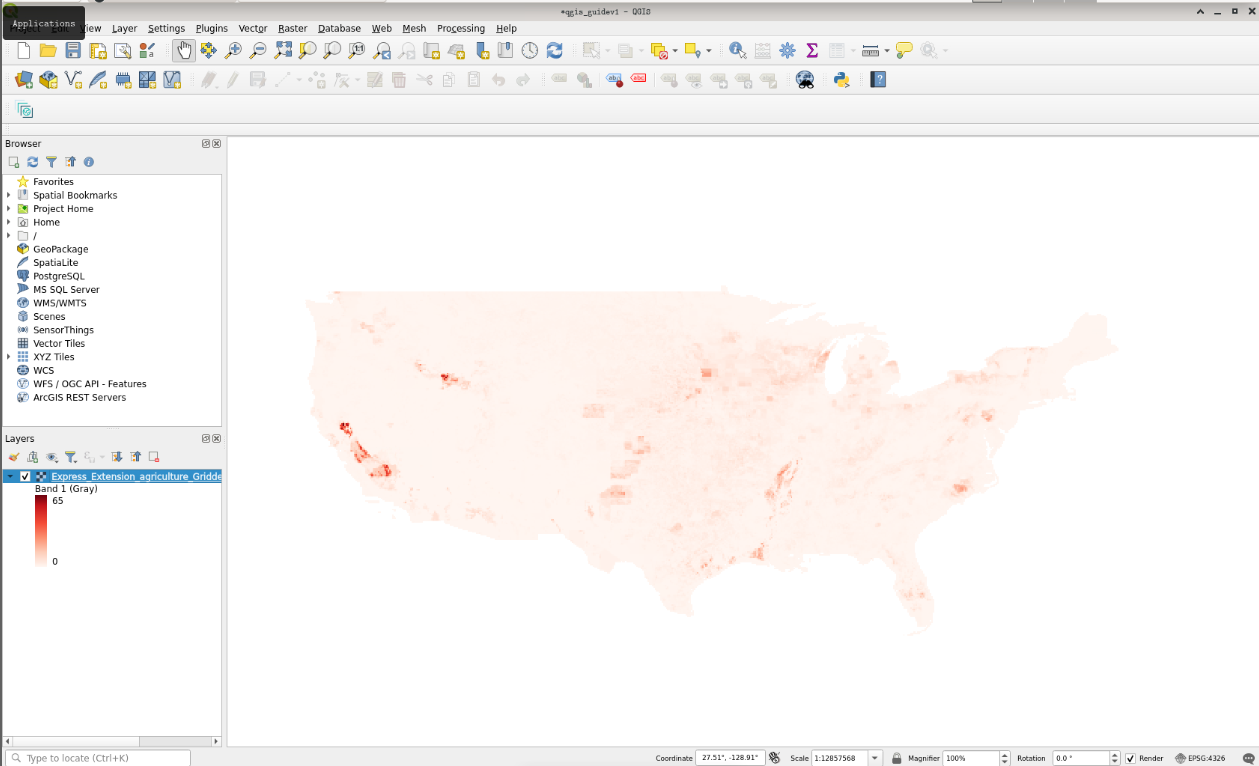 *qgis_guidev1 – QGIS
Applications
Project Edit View Layer Settings Plugins Vector Raster Database Web Mesh Processing Help
Browser
Favorites
Spatial Bookmarks
Project Home
Home
/
GeoPackage
SpatiaLite
PostgreSQL
MS SQL Server
WMS/WMTS
Scenes
SensorThings
Vector Tiles
XYZ Tiles
WCS
WFS / OGC API - Features
ArcGIS REST Servers
Layers
Express_Extension_agriculture_Gridde
Band 1 (Gray)
65
0
Type to locate (Ctrl+K)
Coordinate 27.51°, -128.91° Scale 1:12857568 Magnifier 100% Rotation 0.0 ° Render EPSG:4326